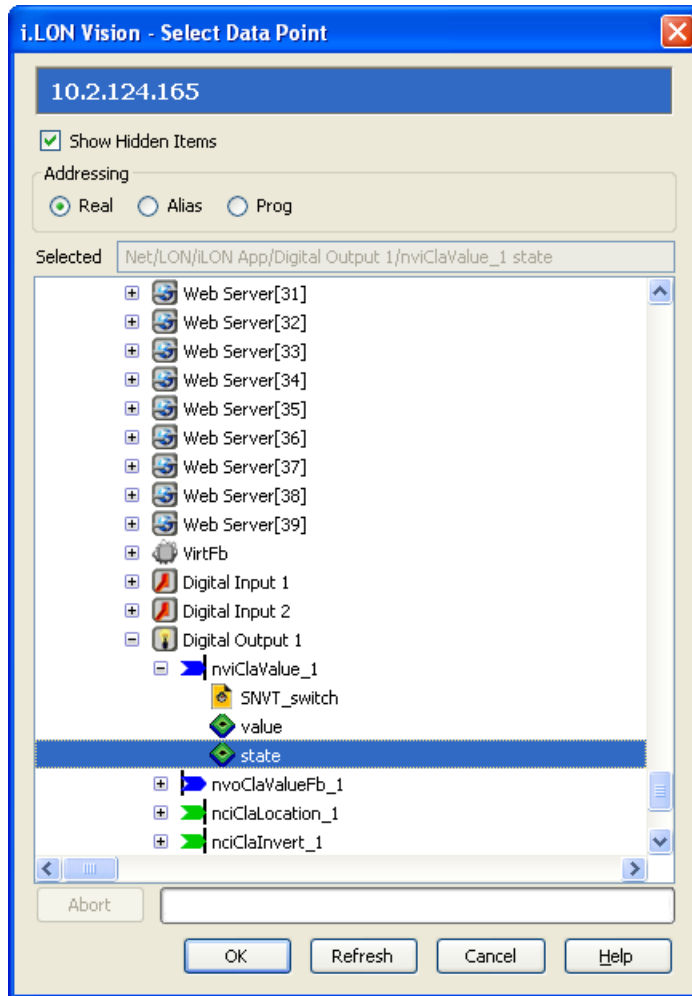 i.LON Vision - Select Data Point
10.2.124.165
Show Hidden Items
Addressing
Real Alias Prog
Selected Net/LON/iLON App/Digital Output 1/nviClaValue_1 state
Web Server[31]
Web Server[32]
Web Server[33]
Web Server[34]
Web Server[35]
Web Server[36]
Web Server[37]
Web Server[38]
Web Server[39]
VirtFb
Digital Input 1
Digital Input 2
Digital Output 1
nviClaValue_1
SNVT_switch
value
state
nvoClaValueFb_1
nciClaLocation_1
nciClaInvert_1
Abort
OK Refresh Cancel Help